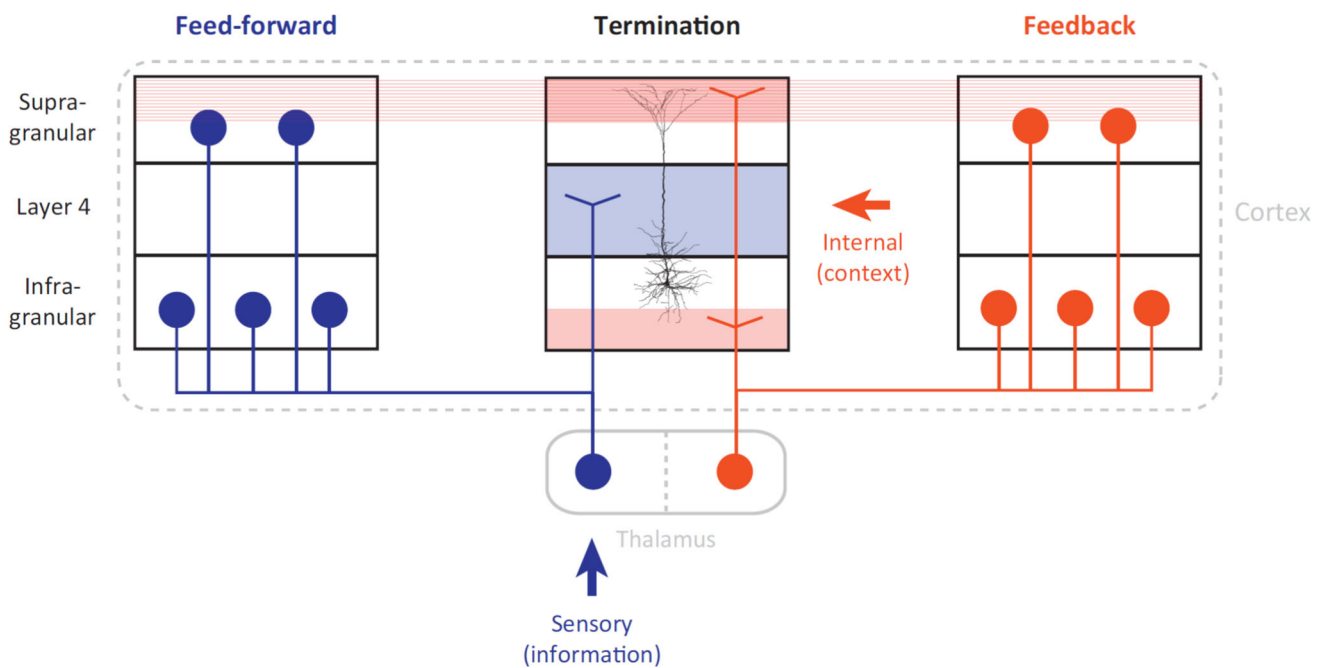 Feed-forward
Termination
Feedback
Supra-
granular
Layer 4
Infra-
granular
Internal
(context)
Cortex
Thalamus
Sensory
(information)